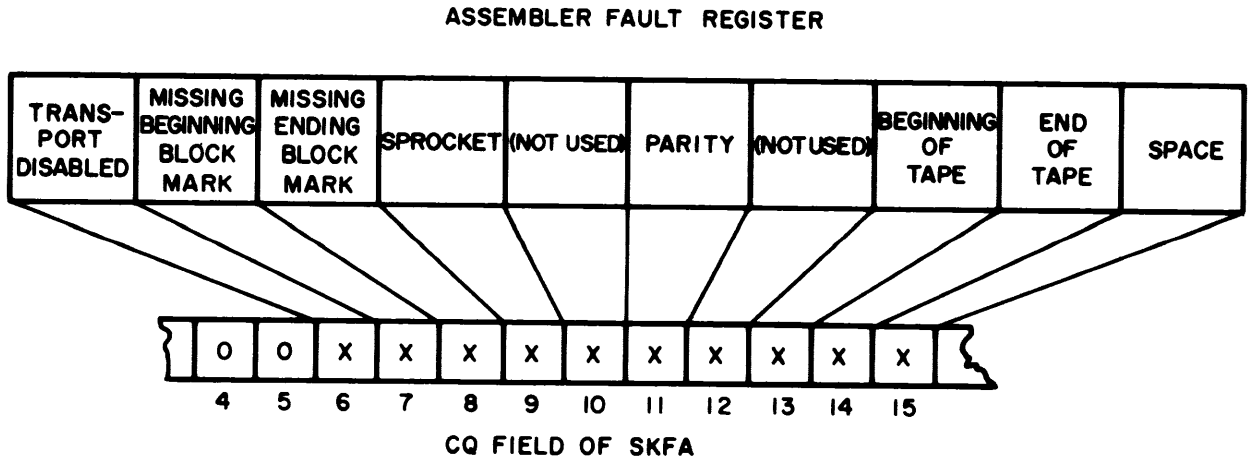 ASSEMBLER FAULT REGISTER
TRANS-
PORT
DISABLED
MISSING
BEGINNING
BLOCK
MARK
MISSING
ENDING
BLOCK
MARK
SPROCKET
(NOT USED)
PARITY
(NOT USED)
BEGINNING
OF
TAPE
END
OF
TAPE
SPACE
O O X X X X X X X X X X
4 5 6 7 8 9 10 11 12 13 14 15
CQ FIELD OF SKFA